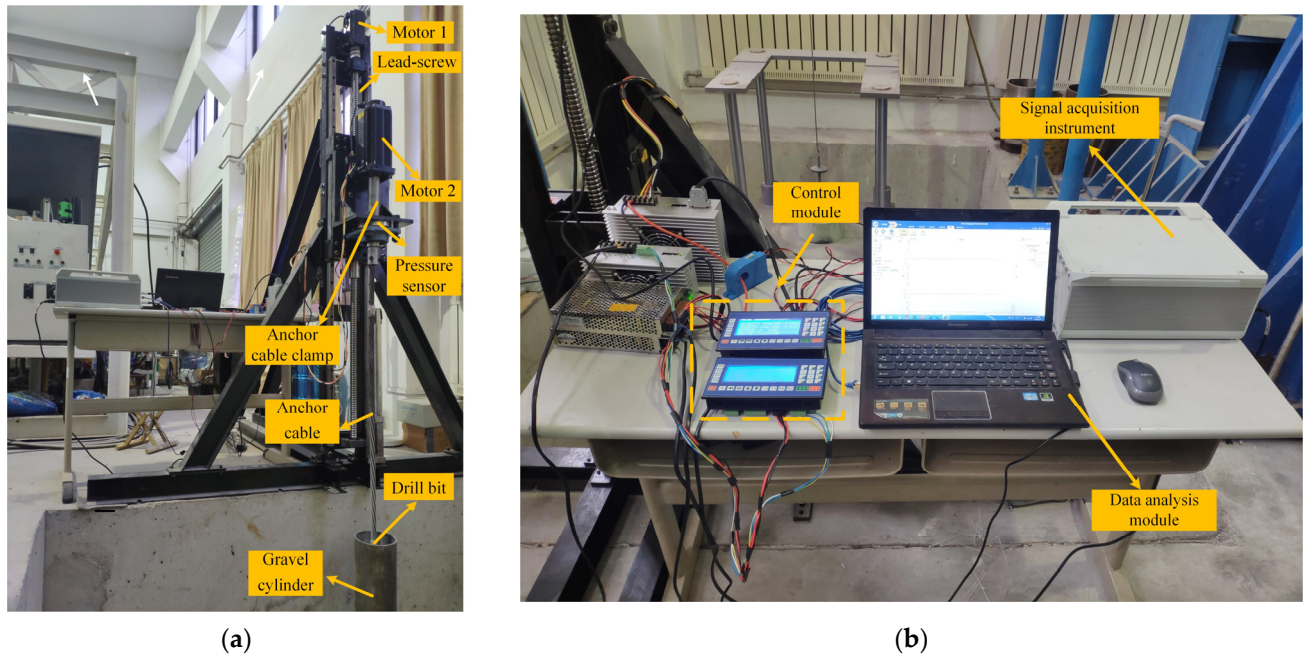 Motor 1
Lead-screw
Motor 2
Pressure
sensor
Anchor
cable clamp
Anchor
cable
Drill bit
Gravel
cylinder
(a)
Signal acquisition
instrument
Control
module
Data analysis
module
(b)